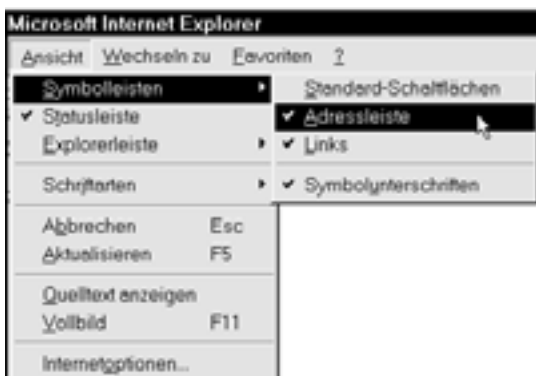 Microsoft Internet Explorer
Ansicht Wechseln zu Favoriten ?
Symbolleisten
Statusleiste
Explorerleiste
Schriftarten
Abbrechen Esc
Aktualisieren F5
Quelltext anzeigen
Vollbild F11
Internetoptionen...
Standard-Schaltflächen
Adressleiste
Links
Symbolunterschriften